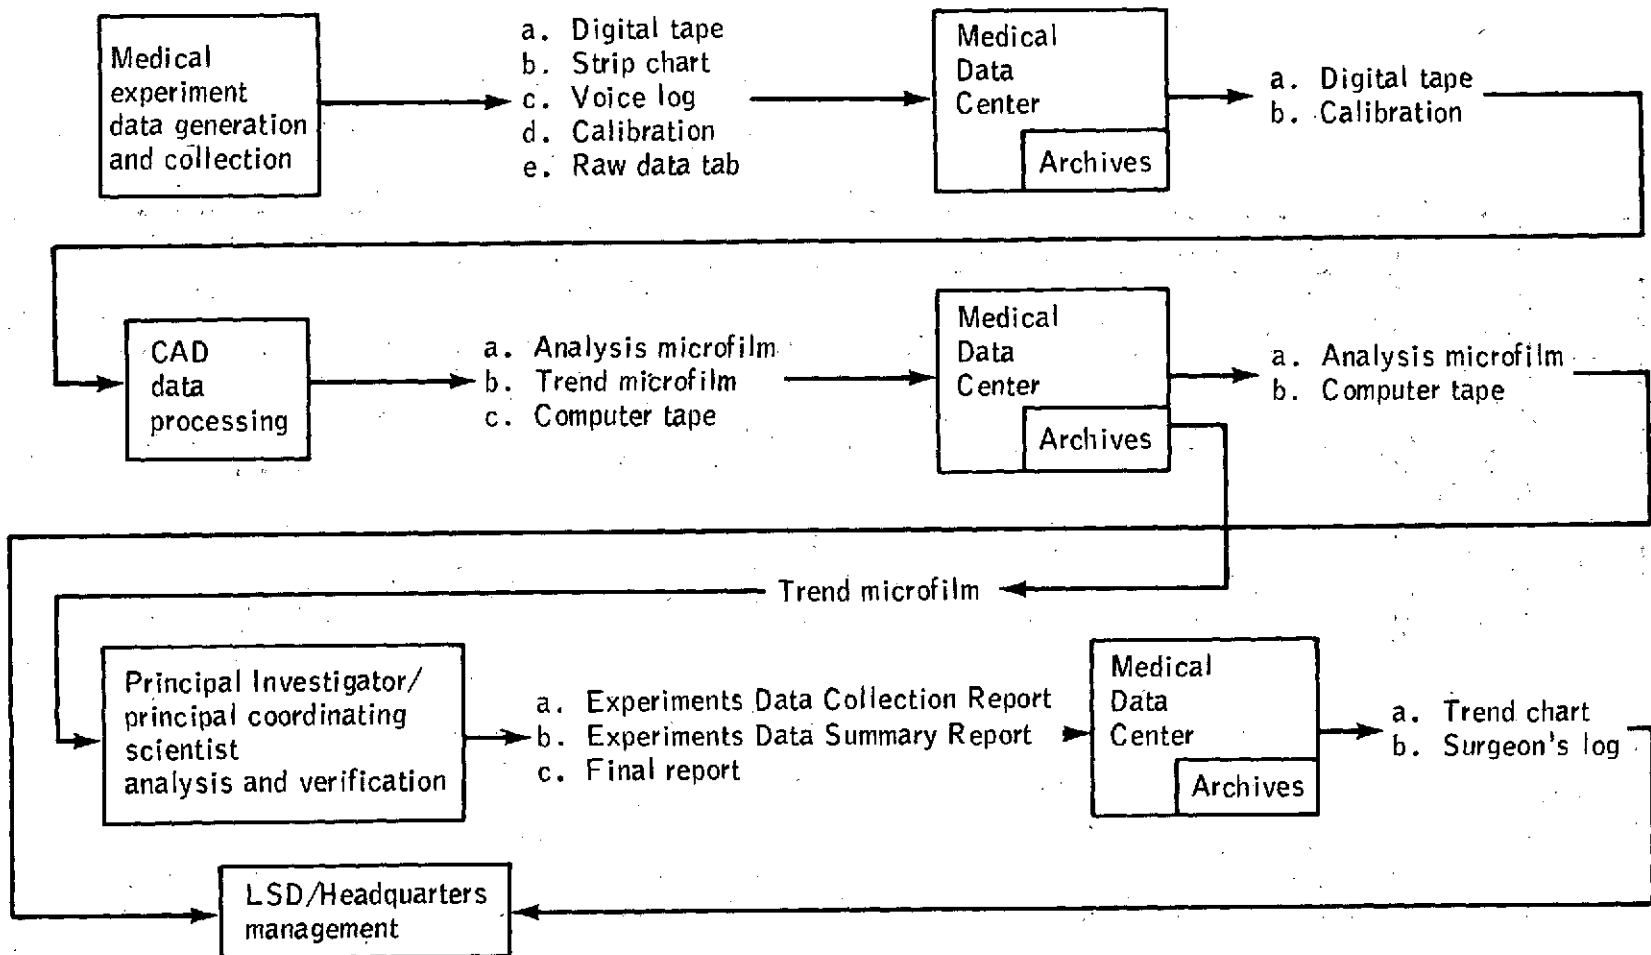 Medical
experiment
data generation
and collection
a. Digital tape
b. Strip chart
c. Voice log
d. Calibration
e. Raw data tab
Medical
Data
Center
Archives
a. Digital tape
b. Calibration
CAD
data
processing
a. Analysis microfilm
b. Trend microfilm
c. Computer tape
Medical
Data
Center
Archives
a. Analysis microfilm
b. Computer tape
Trend microfilm
Principal Investigator/
principal coordinating
scientist
analysis and verification
a. Experiments Data Collection Report
b. Experiments Data Summary Report
c. Final report
Medical
Data
Center
Archives
a. Trend chart
b. Surgeon's log
LSD/Headquarters
management